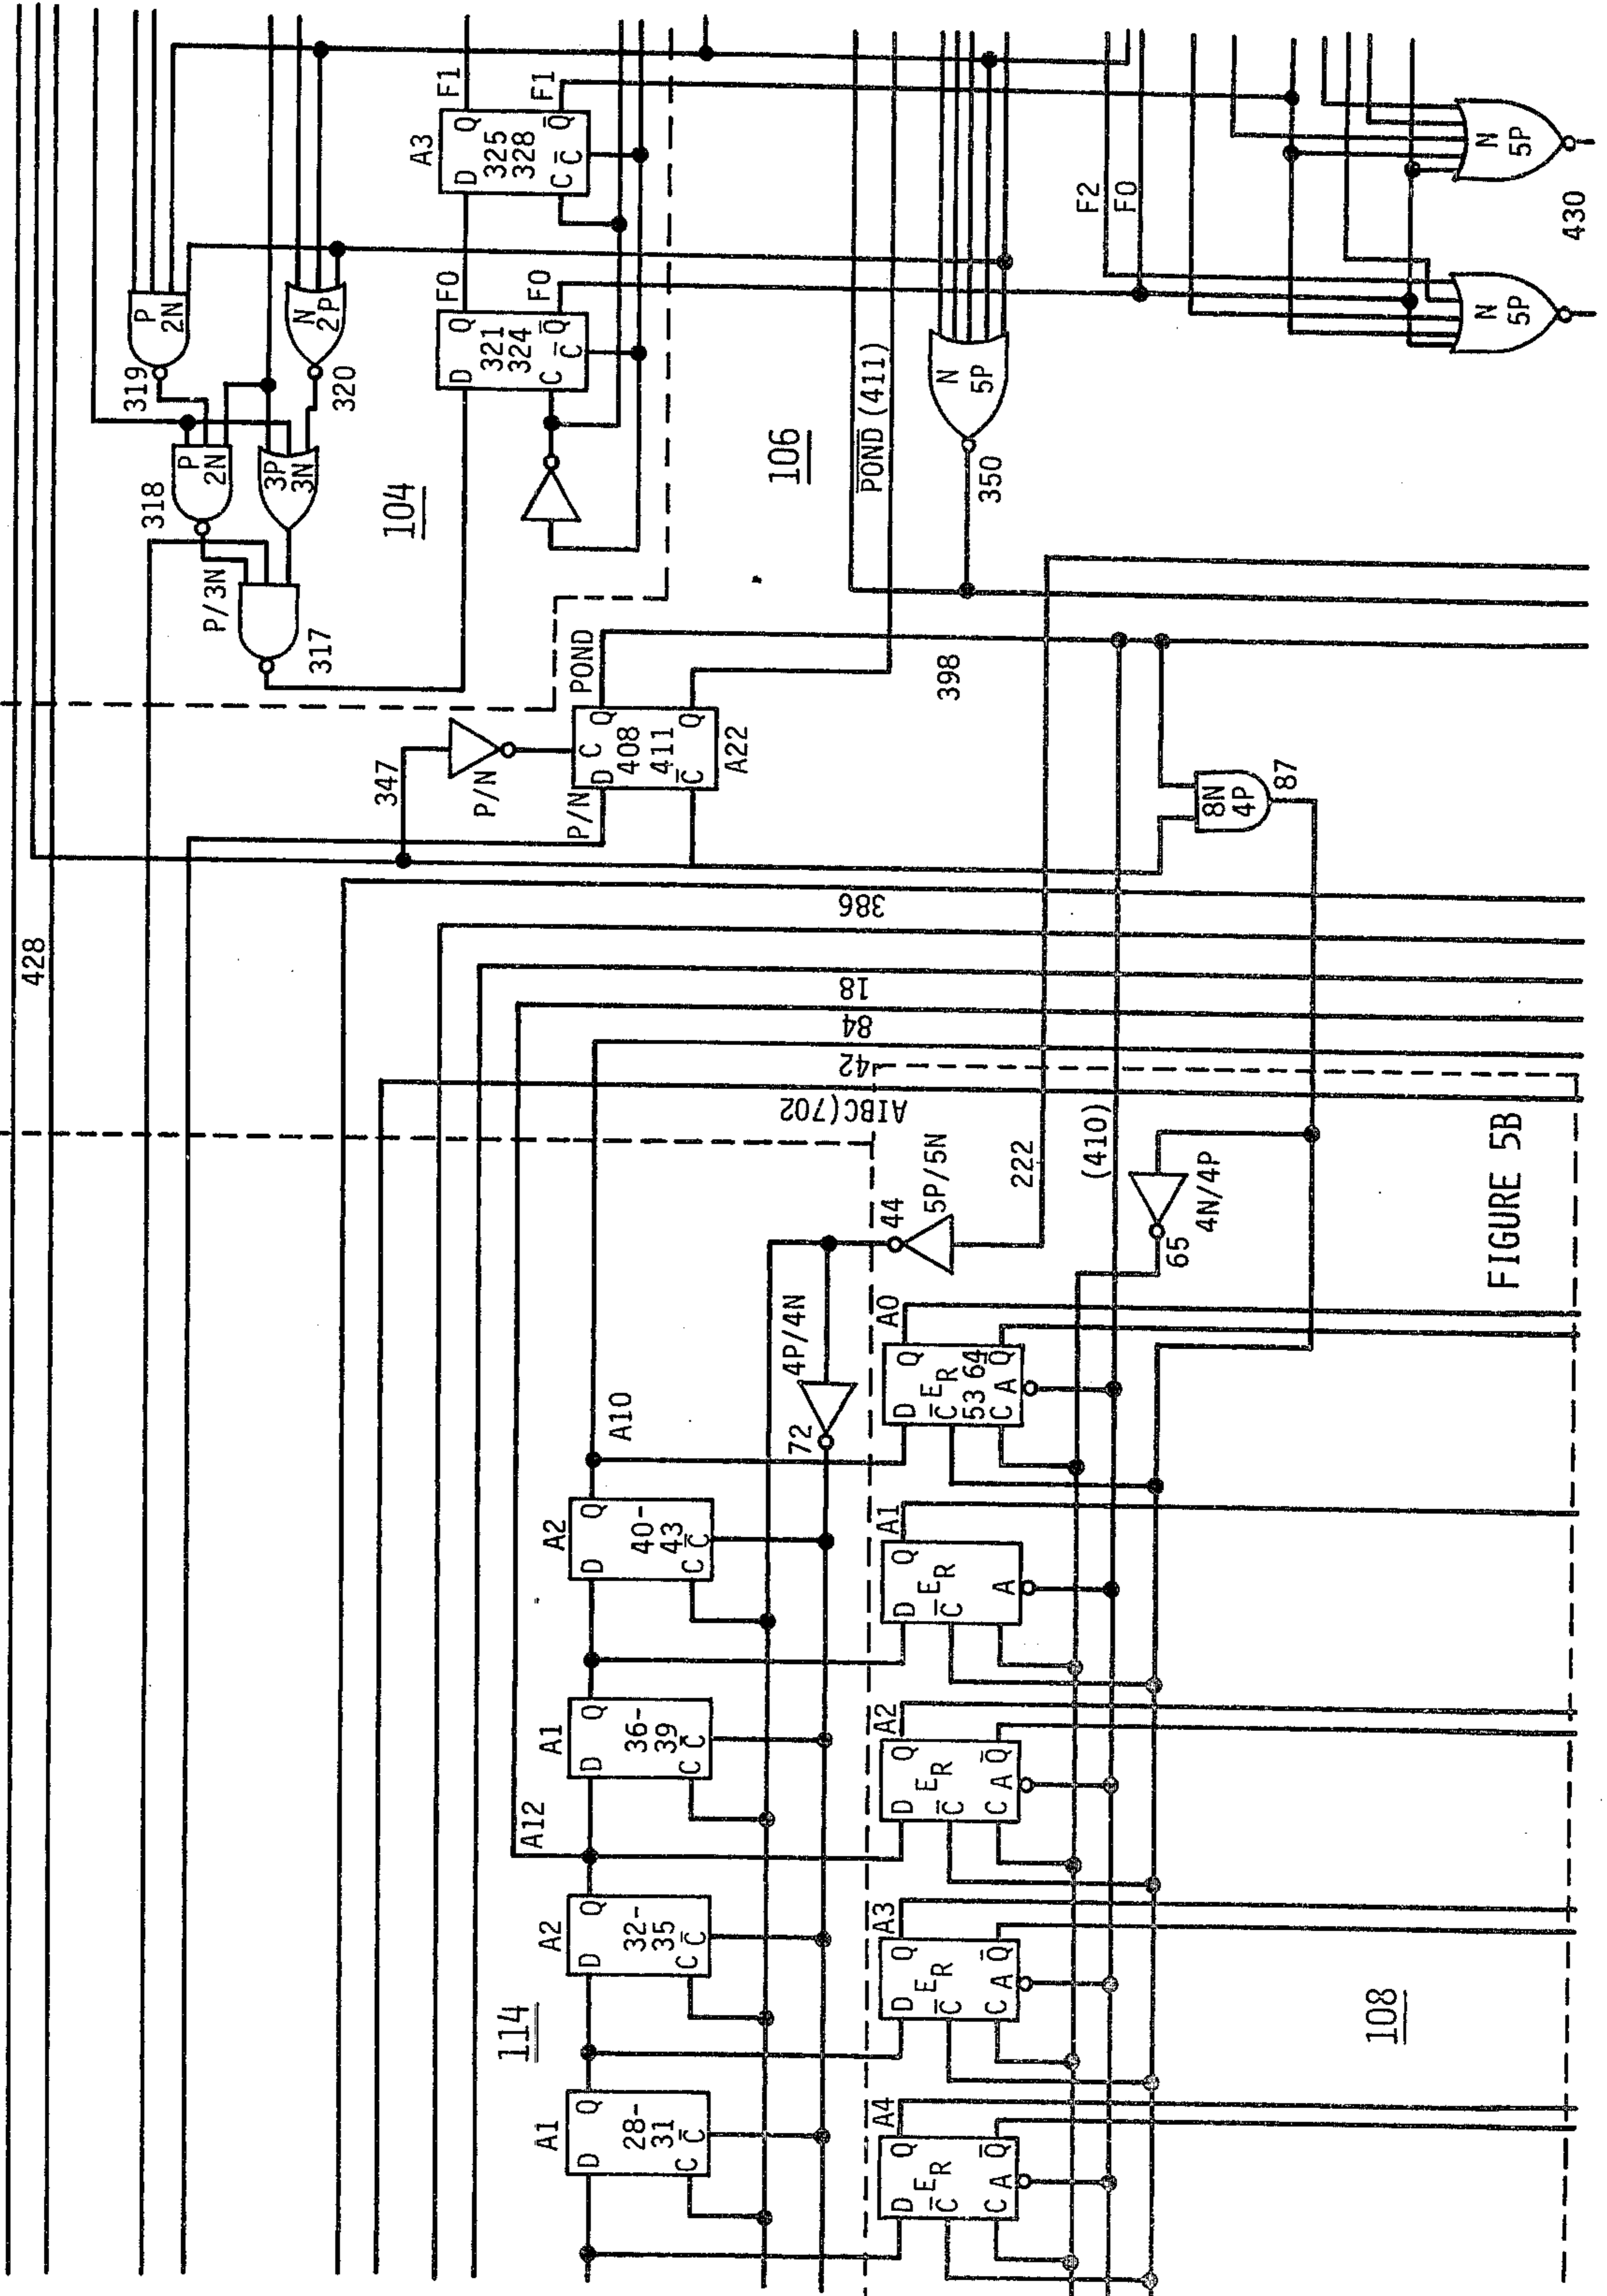 428
319
P
2N
318
P
2N
P/3N
317
3P
3N
N
2P
320
104
A3
D
Q
F1
325
328
C
C̅
Q̅
F1
D
Q
F0
321
324
C
C̅
Q̅
F0
106
347
P/N
P/N
D
C
Q
POND
408
411
C̅
Q
A22
P̅O̅N̅D̅ (411)
N
5P
350
398
F2
F0
N
5P
N
5P
430
8N
4P
87
386
18
84
42
AIBC(702
222
(410)
44
5P/5N
65
4N/4P
FIGURE 5B
72
4P/4N
A10
A12
114
A1
D
Q
28-
31
C
C̅
A2
D
Q
32-
35
C
C̅
A1
D
Q
36-
39
C
C̅
A2
D
Q
40-
43
C
C̅
A4
D
Q
E R
C̅
C
A
Q̅
A3
D
Q
E R
C̅
C
A
Q̅
A2
D
Q
E R
C̅
C
A
Q̅
A1
D
Q
E R
C̅
A
A0
D
Q
E R
C̅
53 64
C
A
Q̅
108